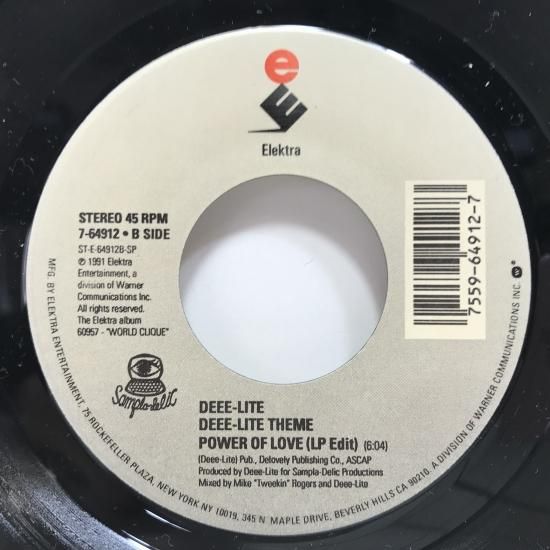 e
E
Elektra
STEREO 45 RPM
7-64912 • B SIDE
ST-E-64912B-SP
℗ 1991 Elektra
Entertainment, a
division of Warner
Communications Inc.
All rights reserved.
The Elektra album
60957 - "WORLD CLIQUE"
7559-64912-7
Sampla-delic
DEEE-LITE
DEEE-LITE THEME
POWER OF LOVE (LP Edit) (6:04)
(Deee-Lite) Pub., Delovely Publishing Co., ASCAP
Produced by Deee-Lite for Sampla-Delic Productions
Mixed by Mike "Tweekin" Rogers and Deee-Lite
MFG. BY ELEKTRA ENTERTAINMENT, 75 ROCKEFELLER PLAZA, NEW YORK NY 10019, 345 N MAPLE DRIVE, BEVERLY HILLS CA 90210. A DIVISION OF WARNER COMMUNICATIONS INC.